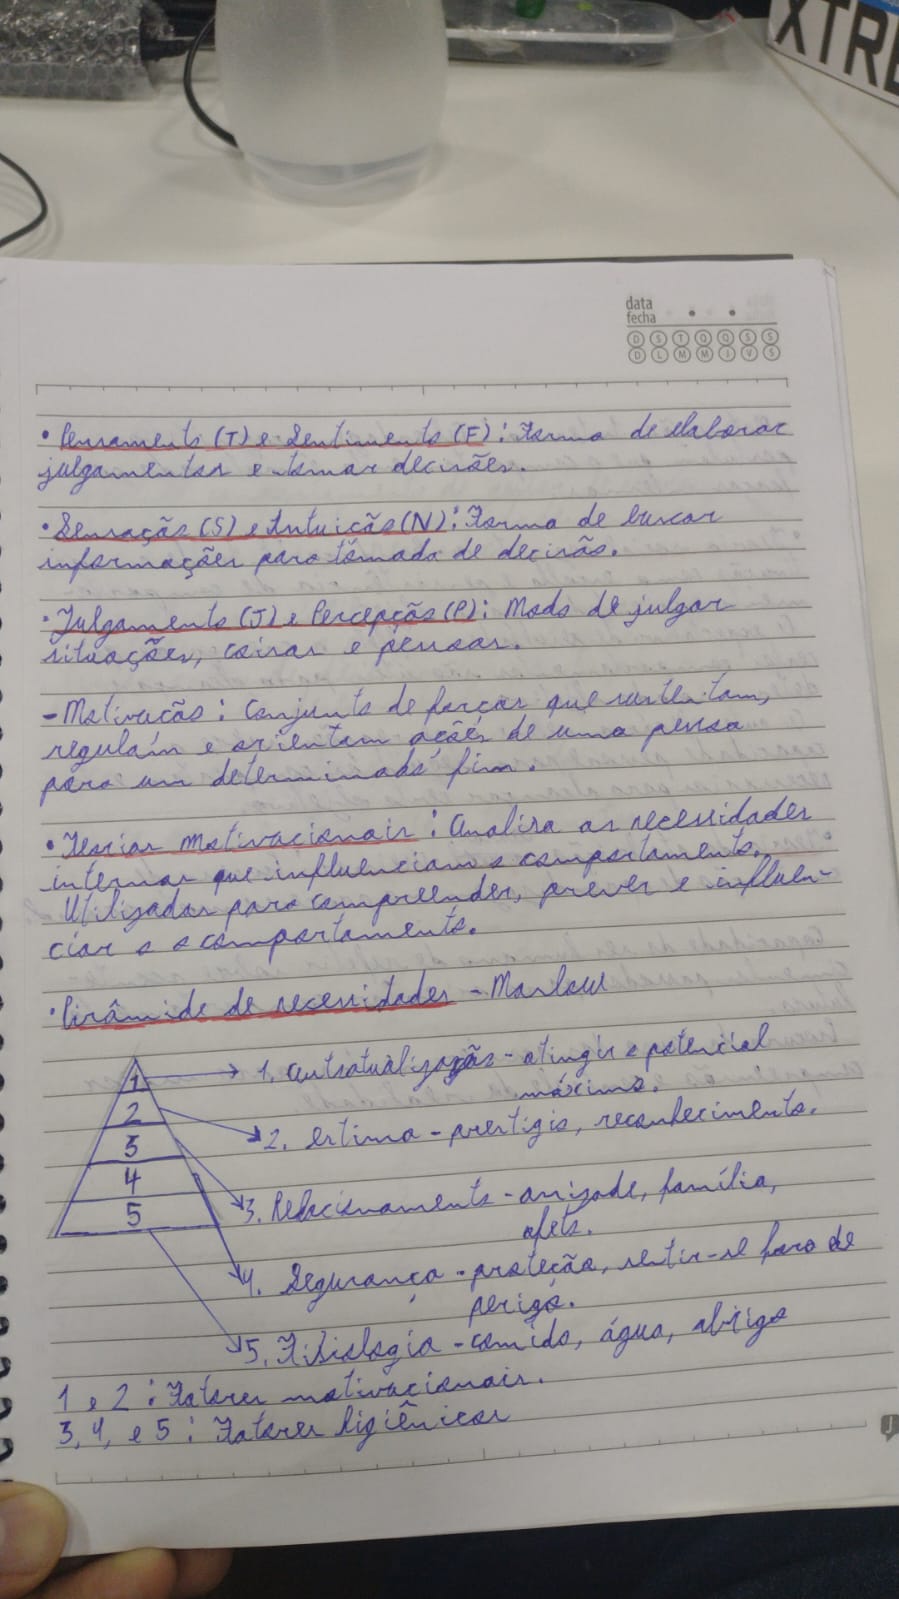 XTRE
data
fecha
D S T Q Q S S
D L M M J V S
• Pensamento (T) e Sentimento (F): Forma de elaborar
julgamentos e tomar decisões.
• Sensação (S) e Intuição (N): Forma de buscar
informações para tomada de decisão.
• Julgamento (J) e Percepção (P): Modo de julgar
situações, coisas e pensar.
- Motivação: Conjunto de forças que sustentam,
regulam e orientam ações de uma pessoa
para um determinado fim.
• Teorias motivacionais: Analisa as necessidades
internas que influenciam o comportamento.
Utilizadas para compreender, prever e influen-
ciar o o comportamento.
• Pirâmide de necessidades - Maslow
1 1. autoatualização - atingir o potencial
máximo.
2 2. estima - prestígio, reconhecimento.
3 3. Relacionamento - amizade, família,
afeto.
4 4. Segurança - proteção, sentir-se fora de
perigo.
5 5. Fisiologia - comida, água, abrigo
1 e 2: Fatores motivacionais.
3, 4, e 5: Fatores higiênicos
J